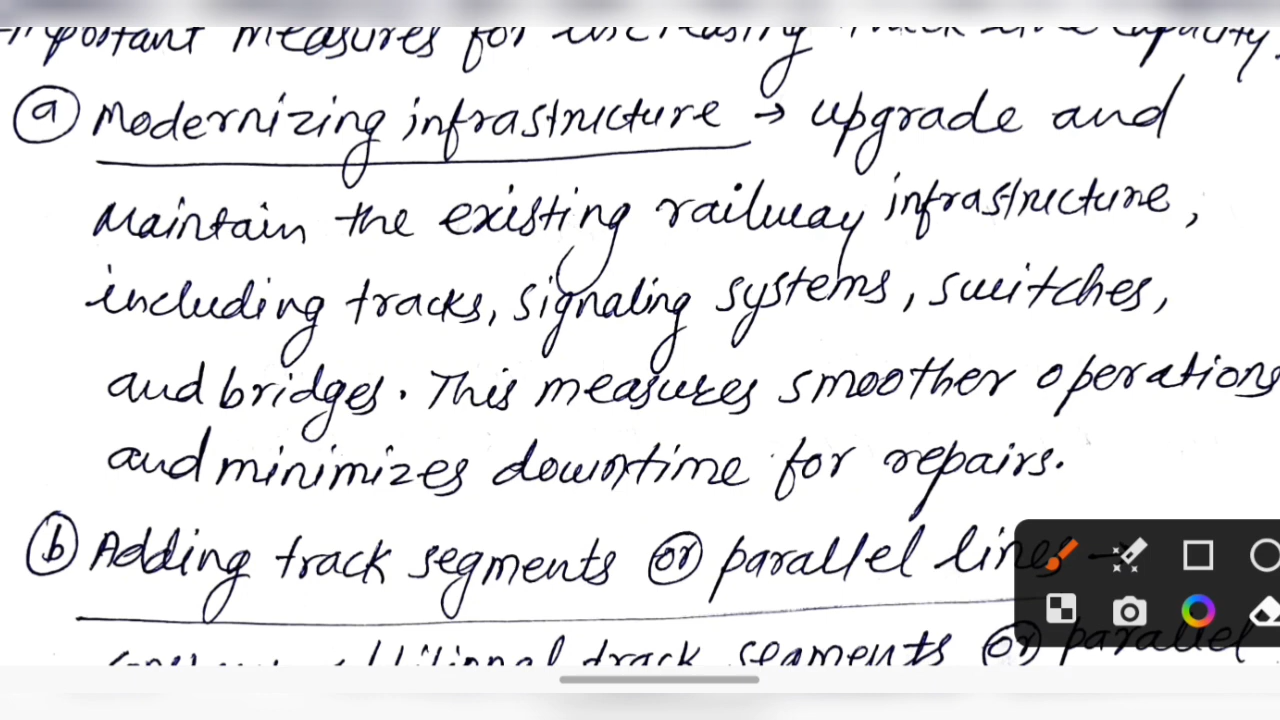 Important measures for increasing track line capacity.
ⓐ Modernizing infrastructure → upgrade and
Maintain the existing railway infrastructure,
including tracks, signaling systems, switches,
and bridges. This measures smoother operations
and minimizes downtime for repairs.
ⓑ Adding track segments or parallel lines →
additional track segments or parallel